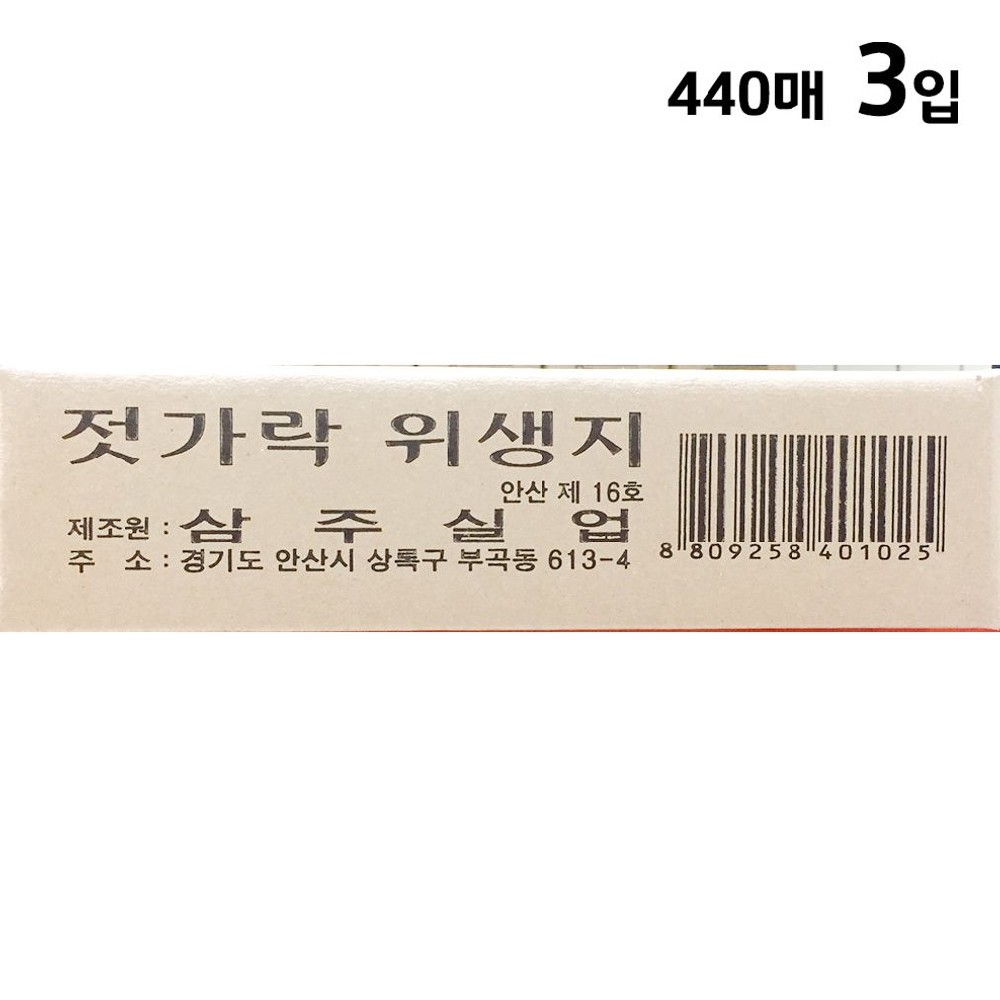 440매 3입
젓가락 위생지
안산 제 16호
제조원 : 삼 주 실 업
주 소 : 경기도 안산시 상록구 부곡동 613-4
8 809258 401025